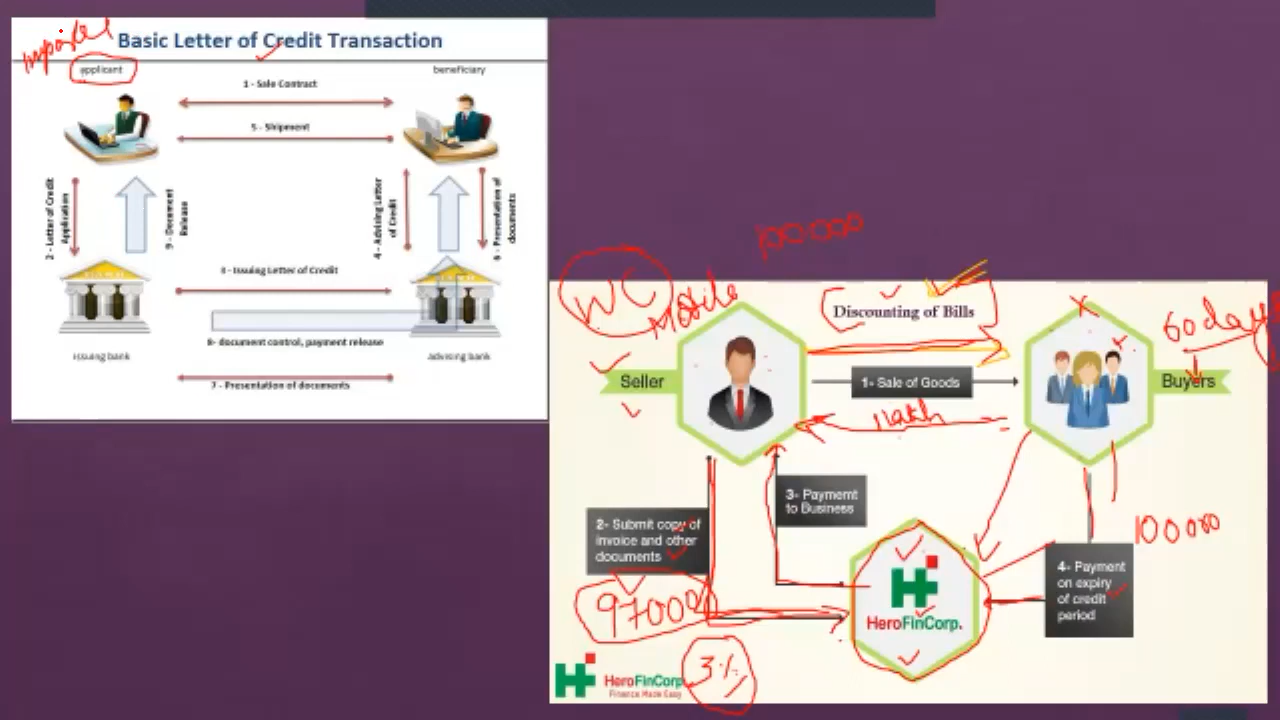 importer
Basic Letter of Credit Transaction
applicant
beneficiary
1 - Sale Contract
5 - Shipment
2 - Letter of Credit
Application
9 - Document
Release
4 - Advising Letter
of Credit
6 - Presentation of
documents
3 - Issuing Letter of Credit
8- document control, payment release
issuing bank
advising bank
7 - Presentation of documents
100000
WC
Mobile
Discounting of Bills
60 days
Seller
1- Sale of Goods
Buyers
1 lakh
3- Payment
to Business
2- Submit copy of
invoice and other
documents
100000
4- Payment
on expiry
of credit
period
97000
HeroFinCorp.
3%
HeroFinCorp
Finance Made Easy